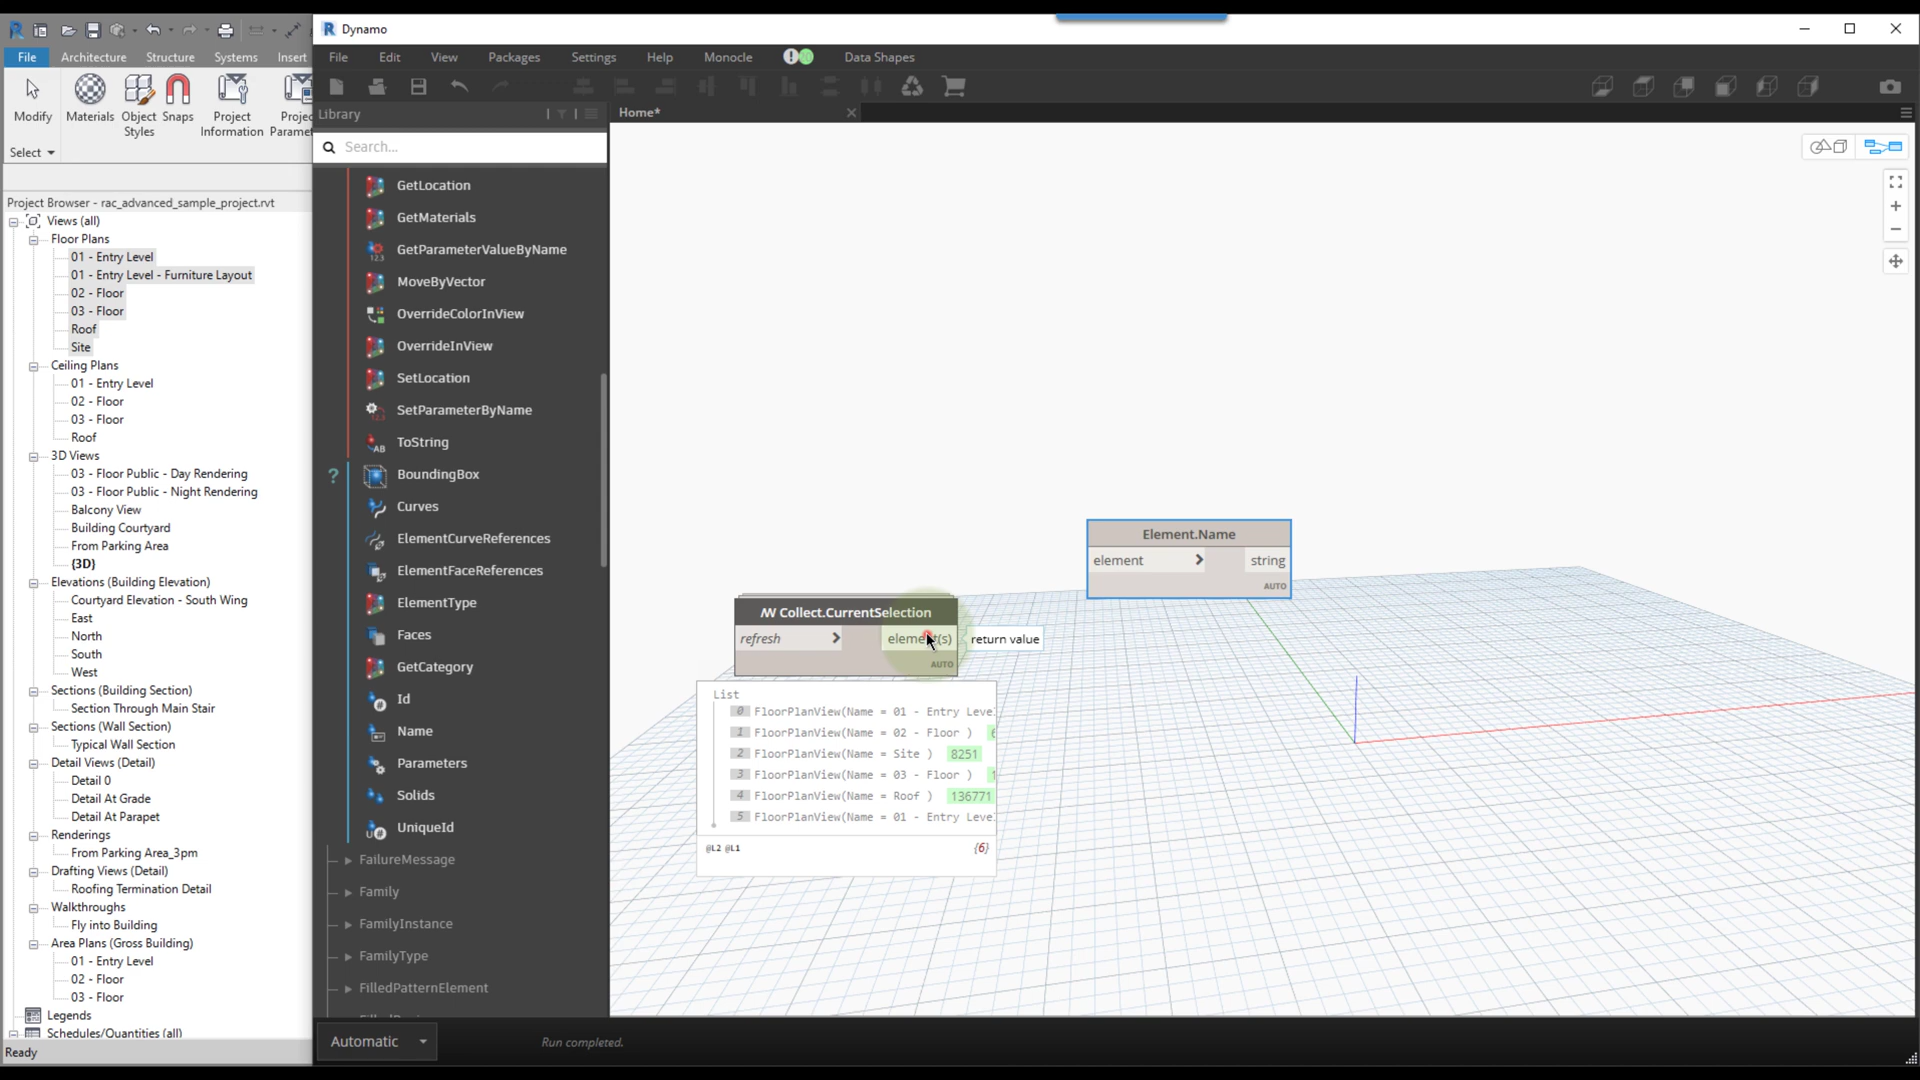 Dynamo
File
Architecture
Structure
Systems
Insert
File
Edit
View
Packages
Settings
Help
Monocle
Data Shapes
Modify
Materials
Object
Styles
Snaps
Project
Information
Select
Library
Home*
Search...
Project Browser - rac_advanced_sample_project.rvt
Views (all)
Floor Plans
01 - Entry Level
01 - Entry Level - Furniture Layout
02 - Floor
03 - Floor
Roof
Site
Ceiling Plans
01 - Entry Level
02 - Floor
03 - Floor
Roof
3D Views
03 - Floor Public - Day Rendering
03 - Floor Public - Night Rendering
Balcony View
Building Courtyard
From Parking Area
{3D}
Elevations (Building Elevation)
Courtyard Elevation - South Wing
East
North
South
West
Sections (Building Section)
Section Through Main Stair
Sections (Wall Section)
Typical Wall Section
Detail Views (Detail)
Detail 0
Detail At Grade
Detail At Parapet
Renderings
From Parking Area_3pm
Drafting Views (Detail)
Roofing Termination Detail
Walkthroughs
Fly into Building
Area Plans (Gross Building)
01 - Entry Level
02 - Floor
03 - Floor
Legends
Schedules/Quantities (all)
Ready
GetLocation
GetMaterials
GetParameterValueByName
MoveByVector
OverrideColorInView
OverrideInView
SetLocation
SetParameterByName
ToString
BoundingBox
Curves
ElementCurveReferences
ElementFaceReferences
ElementType
Faces
GetCategory
Id
Name
Parameters
Solids
UniqueId
FailureMessage
Family
FamilyInstance
FamilyType
FilledPatternElement
Automatic
Run completed.
Element.Name
element > string
AUTO
Collect.CurrentSelection
refresh > element(s)
return value
AUTO
List
0 FloorPlanView(Name = 01 - Entry Leve
1 FloorPlanView(Name = 02 - Floor )
2 FloorPlanView(Name = Site ) 8251
3 FloorPlanView(Name = 03 - Floor )
4 FloorPlanView(Name = Roof ) 136771
5 FloorPlanView(Name = 01 - Entry Leve
@L2 @L1 {6}